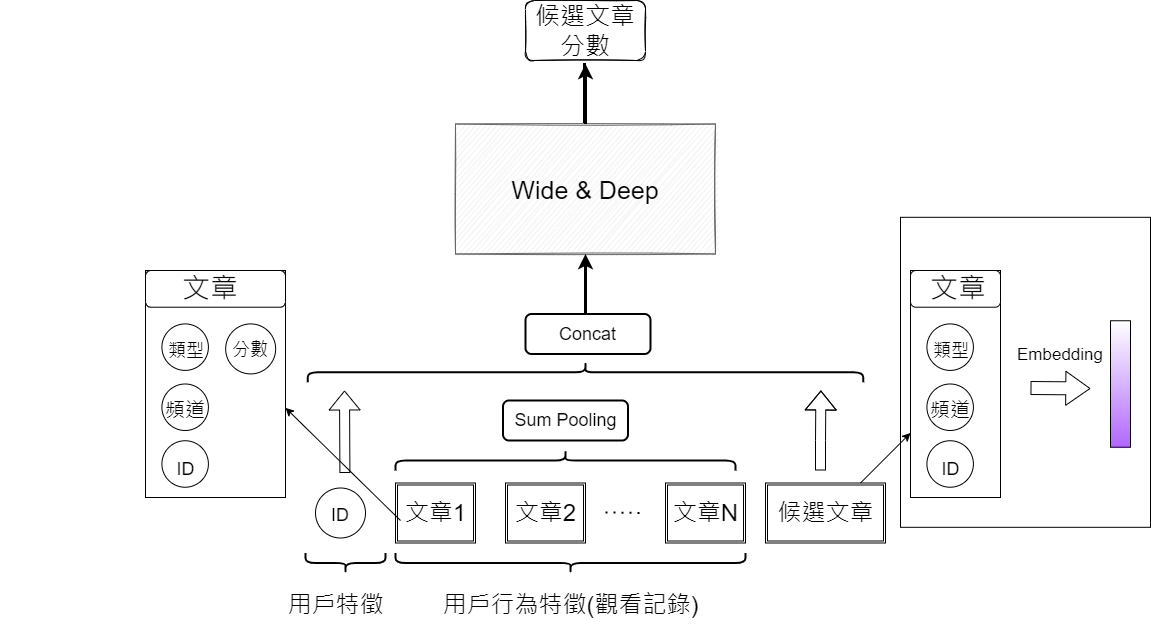 候選文章
分數
Wide & Deep
Concat
文章
類型
分數
頻道
ID
文章
類型
頻道
ID
Embedding
Sum Pooling
ID
文章1
文章2
·····
文章N
候選文章
用戶特徵
用戶行為特徵(觀看記錄)